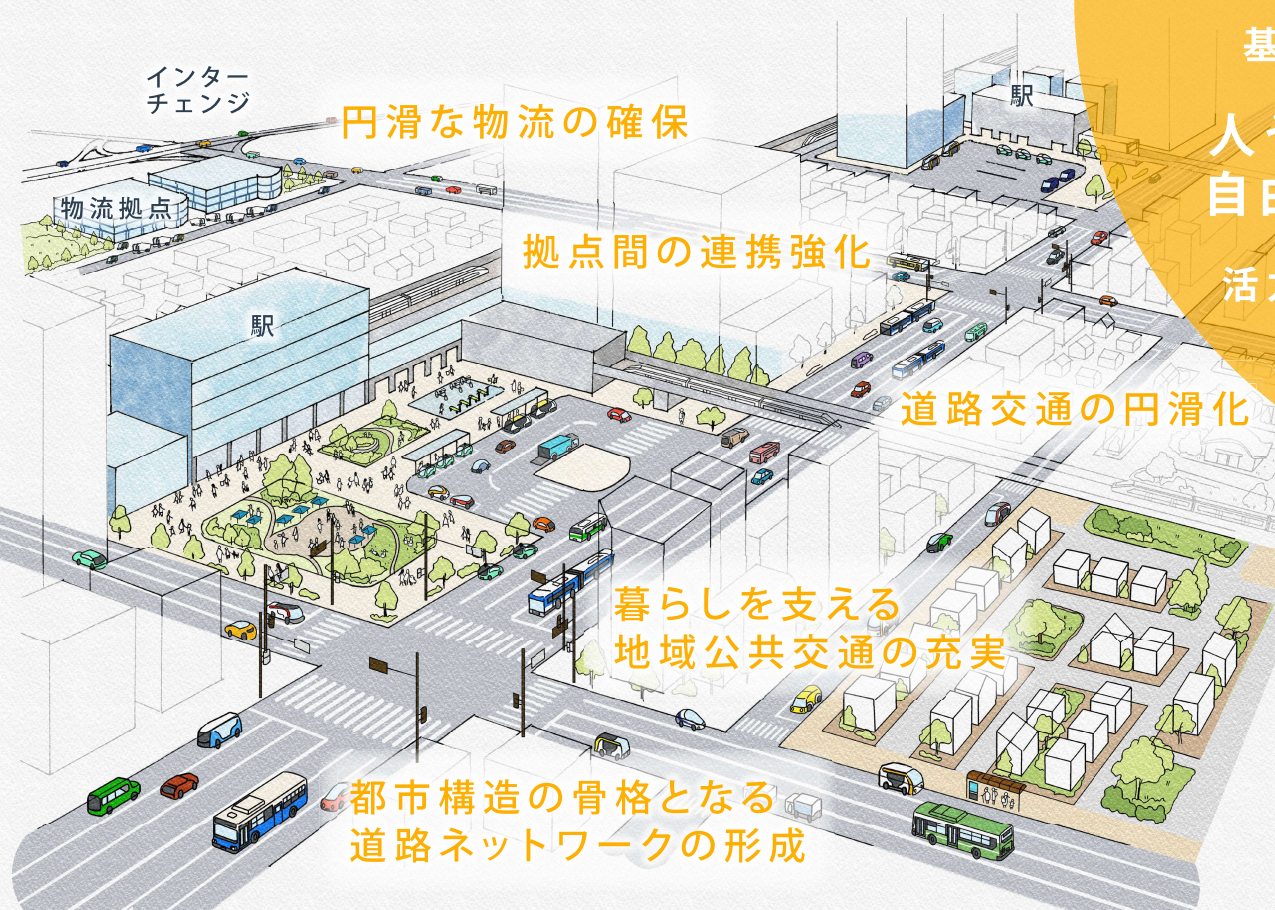 インター
チェンジ
円滑な物流の確保
駅
物流拠点
拠点間の連携強化
駅
道路交通の円滑化
暮らしを支える
地域公共交通の充実
都市構造の骨格となる
道路ネットワークの形成
基
人
自
活